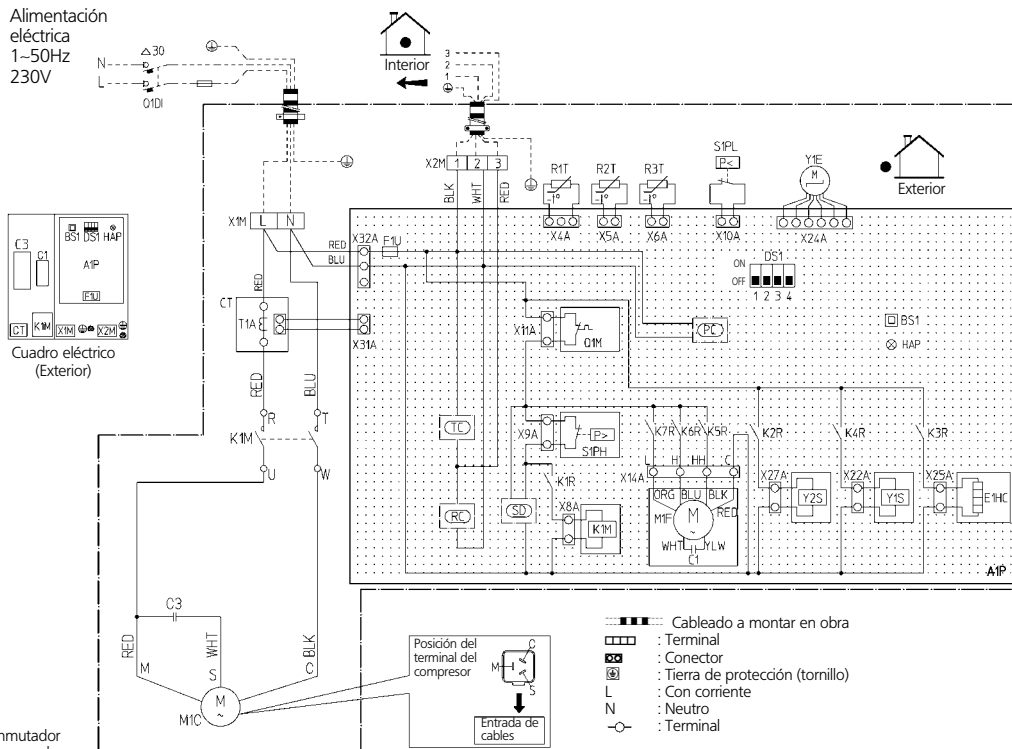 Alimentación
eléctrica
1~50Hz
230V
N
L
△30
Q1DI
Interior
3
2
1
Exterior
X2M 1 2 3
BLK
WHT
RED
R1T
R2T
R3T
S1PL
P<
Y1E
M
X4A
X5A
X6A
X10A
X24A
X1M L N
X32A
F1U
RED
BLU
ON
OFF
DS1
1 2 3 4
BS1
HAP
C3
C1
BS1 DS1 HAP
A1P
F1U
CT
K1M
X1M
X2M
Cuadro eléctrico
(Exterior)
RED
CT
T1A
X31A
X11A
Q1M
PC
RED
BLU
R
T
K1M
U
W
TC
RC
SD
X9A
P>
S1PH
K1R
X8A
K1M
K7R
K6R
K5R
K2R
K4R
K3R
L
H
HH
C
X14A
ORG
BLU
BLK
RED
M1F
M
~
WHT
YLW
C1
X27A
Y2S
X22A
Y1S
X25A
E1HC
A1P
C3
RED
WHT
BLK
M
S
C
M
~
M1C
Posición del
terminal del
compresor
C
M
S
Entrada de
cables
Cableado a montar en obra
: Terminal
: Conector
: Tierra de protección (tornillo)
L : Con corriente
N : Neutro
: Terminal
nmutador